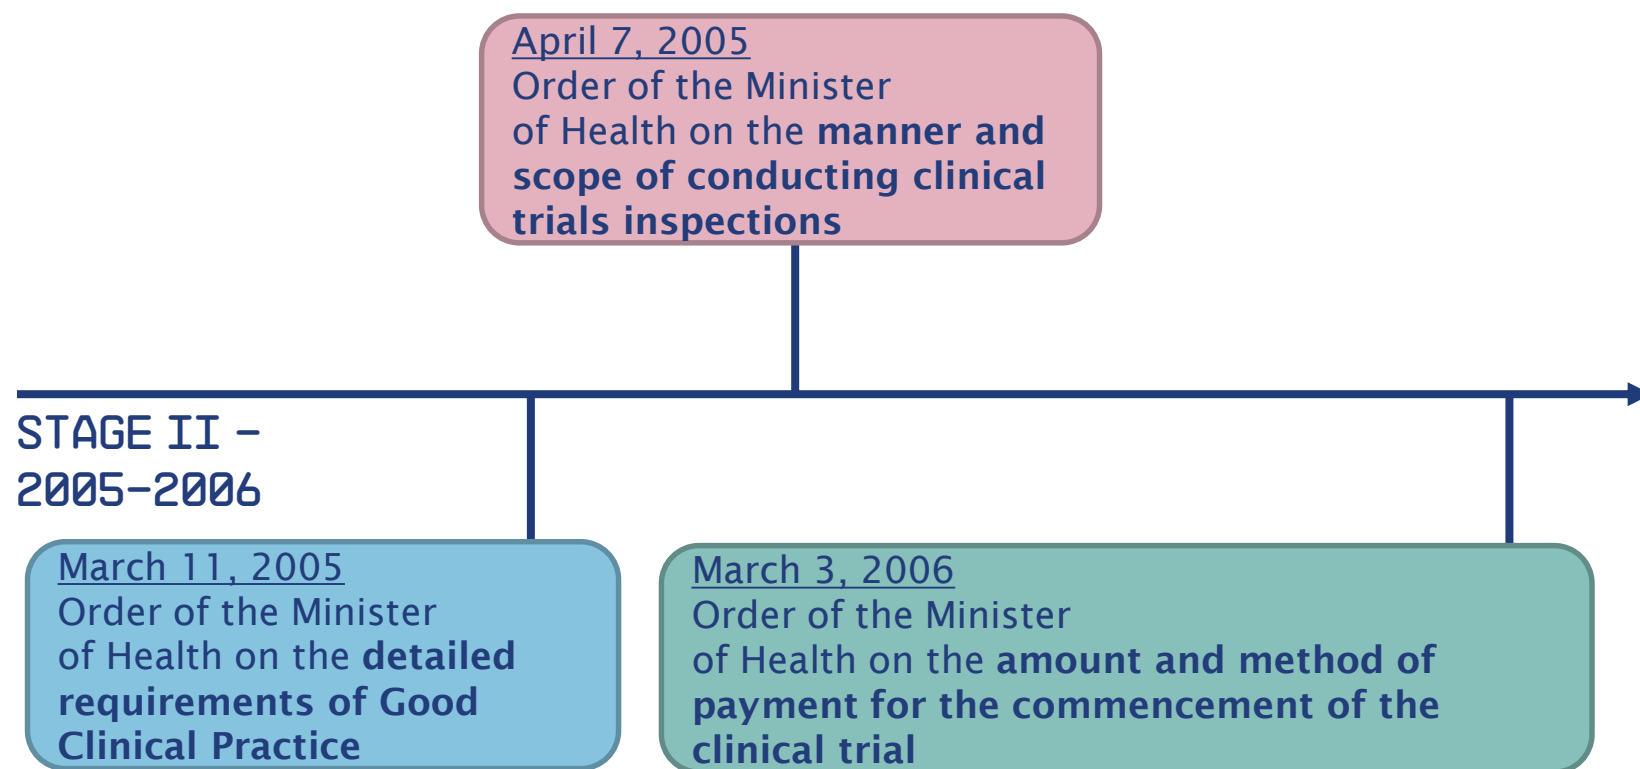 April 7, 2005
Order of the Minister
of Health on the manner and
scope of conducting clinical
trials inspections
STAGE II –
2005–2006
March 11, 2005
Order of the Minister
of Health on the detailed
requirements of Good
Clinical Practice
March 3, 2006
Order of the Minister
of Health on the amount and method of
payment for the commencement of the
clinical trial